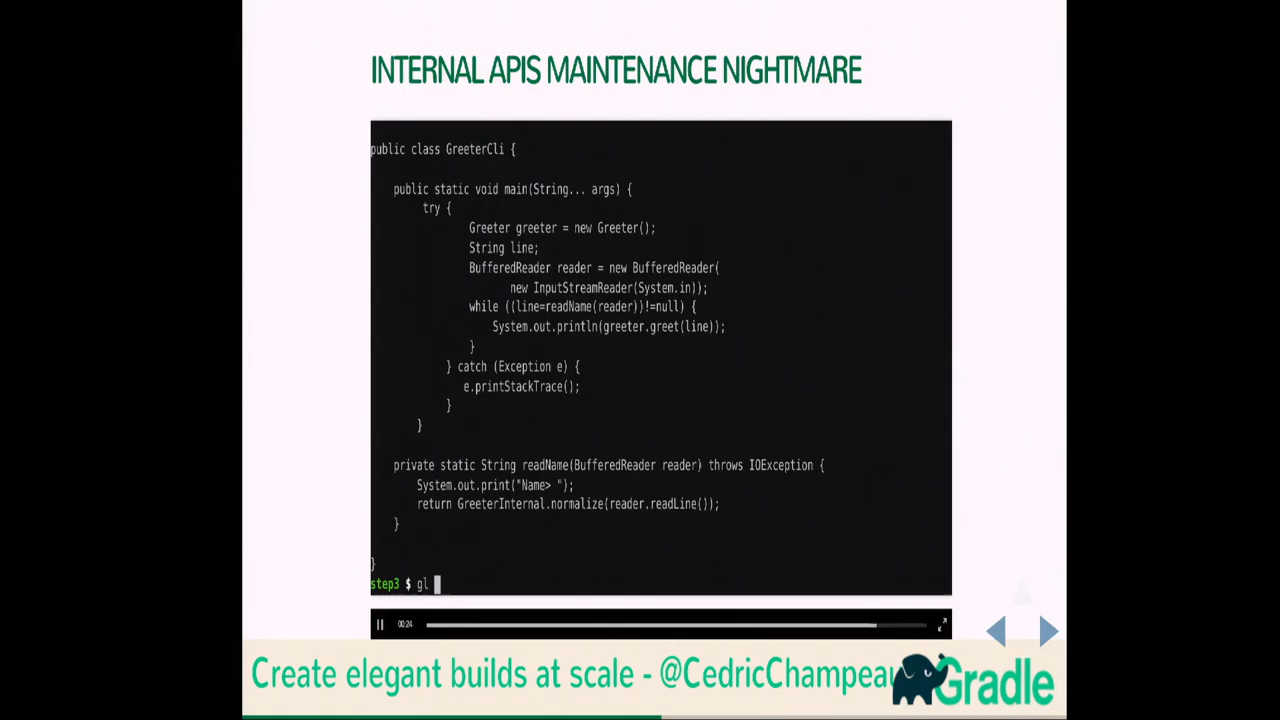 INTERNAL APIS MAINTENANCE NIGHTMARE
public class GreeterCli {
public static void main(String... args) {
try {
Greeter greeter = new Greeter();
String line;
BufferedReader reader = new BufferedReader(
new InputStreamReader(System.in));
while ((line=readName(reader))!=null) {
System.out.println(greeter.greet(line));
}
} catch (Exception e) {
e.printStackTrace();
}
}
private static String readName(BufferedReader reader) throws IOException {
System.out.print("Name> ");
return GreeterInternal.normalize(reader.readLine());
}
}
step3 $ gl
00:24
Create elegant builds at scale - @CedricChampeau
Gradle